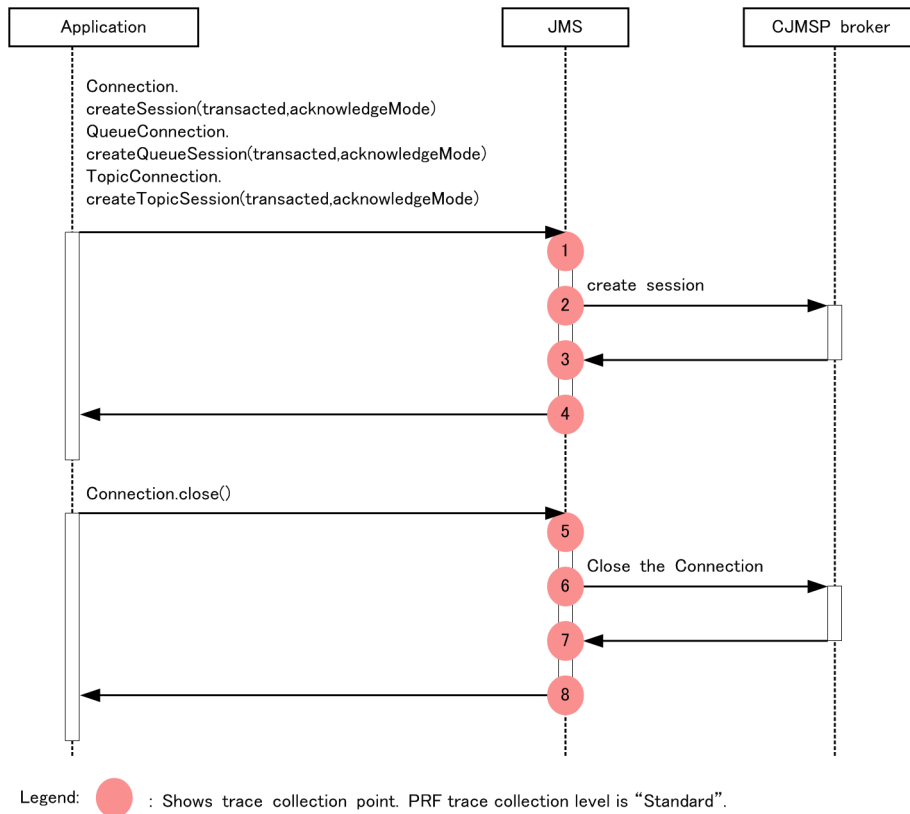 Application
JMS
CJMSP broker
Connection.
createSession(transacted,acknowledgeMode)
QueueConnection.
createQueueSession(transacted,acknowledgeMode)
TopicConnection.
createTopicSession(transacted,acknowledgeMode)
1
create session
2
3
4
Connection.close()
5
Close the Connection
6
7
8
Legend: : Shows trace collection point. PRF trace collection level is “Standard”.